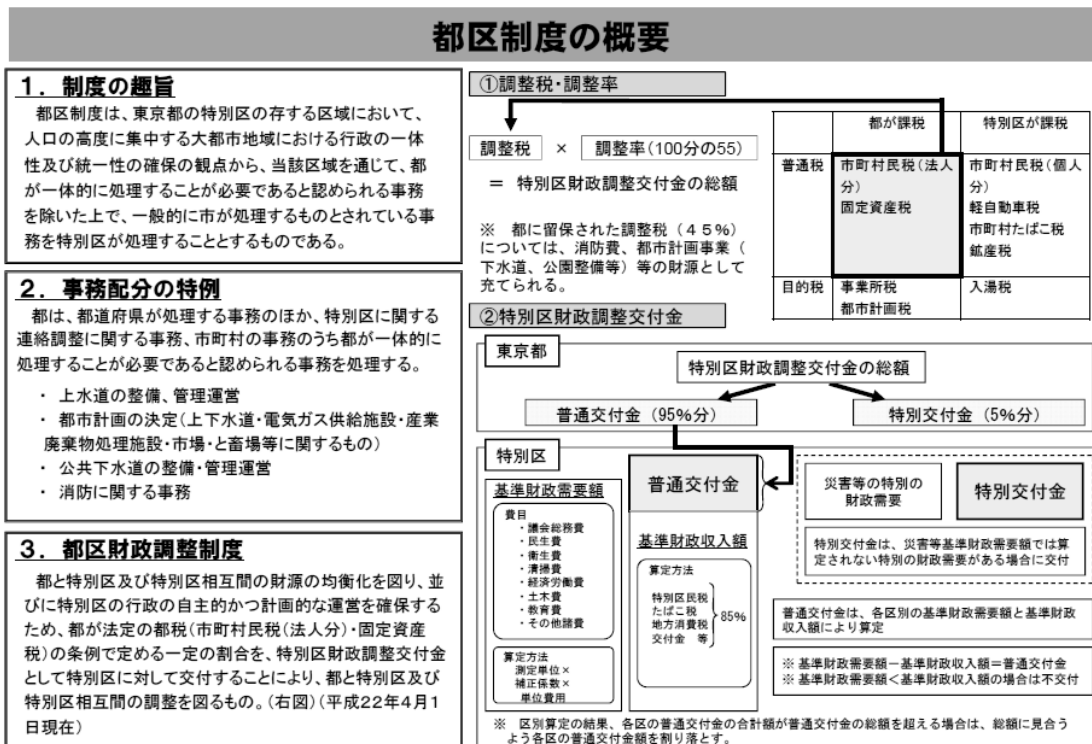 都区制度の概要
１．制度の趣旨
都区制度は、東京都の特別区の存する区域において、
人口の高度に集中する大都市地域における行政の一体
性及び統一性の確保の観点から、当該区域を通じて、都
が一体的に処理することが必要であると認められる事務
を除いた上で、一般的に市が処理するものとされている事
務を特別区が処理することとするものである。
２．事務配分の特例
都は、都道府県が処理する事務のほか、特別区に関する
連絡調整に関する事務、市町村の事務のうち都が一体的に
処理することが必要であると認められる事務を処理する。
・ 上水道の整備、管理運営
・ 都市計画の決定(上下水道・電気ガス供給施設・産業
廃棄物処理施設・市場・と畜場等に関するもの)
・ 公共下水道の整備・管理運営
・ 消防に関する事務
３．都区財政調整制度
都と特別区及び特別区相互間の財源の均衡化を図り、並
びに特別区の行政の自主的かつ計画的な運営を確保する
ため、都が法定の都税(市町村民税(法人分)・固定資産
税)の条例で定める一定の割合を、特別区財政調整交付金
として特別区に対して交付することにより、都と特別区及び
特別区相互間の調整を図るもの。(右図)(平成22年4月1
日現在)
①調整税・調整率
調整税 × 調整率(100分の55)
＝ 特別区財政調整交付金の総額
※ 都に留保された調整税（４５％）
については、消防費、都市計画事業（
下水道、公園整備等）等の財源として
充てられる。
都が課税 特別区が課税
普通税 市町村民税(法人 市町村民税(個人
分) 分)
固定資産税 軽自動車税
市町村たばこ税
鉱産税
目的税 事業所税 入湯税
都市計画税
②特別区財政調整交付金
東京都
特別区財政調整交付金の総額
普通交付金（95%分） 特別交付金（5%分）
特別区
基準財政需要額
費目
・議会総務費
・民生費
・衛生費
・清掃費
・経済労働費
・土木費
・教育費
・その他諸費
算定方法
測定単位×
補正係数×
単位費用
普通交付金
基準財政収入額
算定方法
特別区民税
たばこ税
地方消費税
交付金 等
85%
災害等の特別の
財政需要
特別交付金
特別交付金は、災害等基準財政需要額では算
定されない特別の財政需要がある場合に交付
普通交付金は、各区別の基準財政需要額と基準財政
収入額により算定
※ 基準財政需要額－基準財政収入額＝普通交付金
※ 基準財政需要額＜基準財政収入額の場合は不交付
※ 区別算定の結果、各区の普通交付金の合計額が普通交付金の総額を超える場合は、総額に見合う
よう各区の普通交付金額を割り落とす。